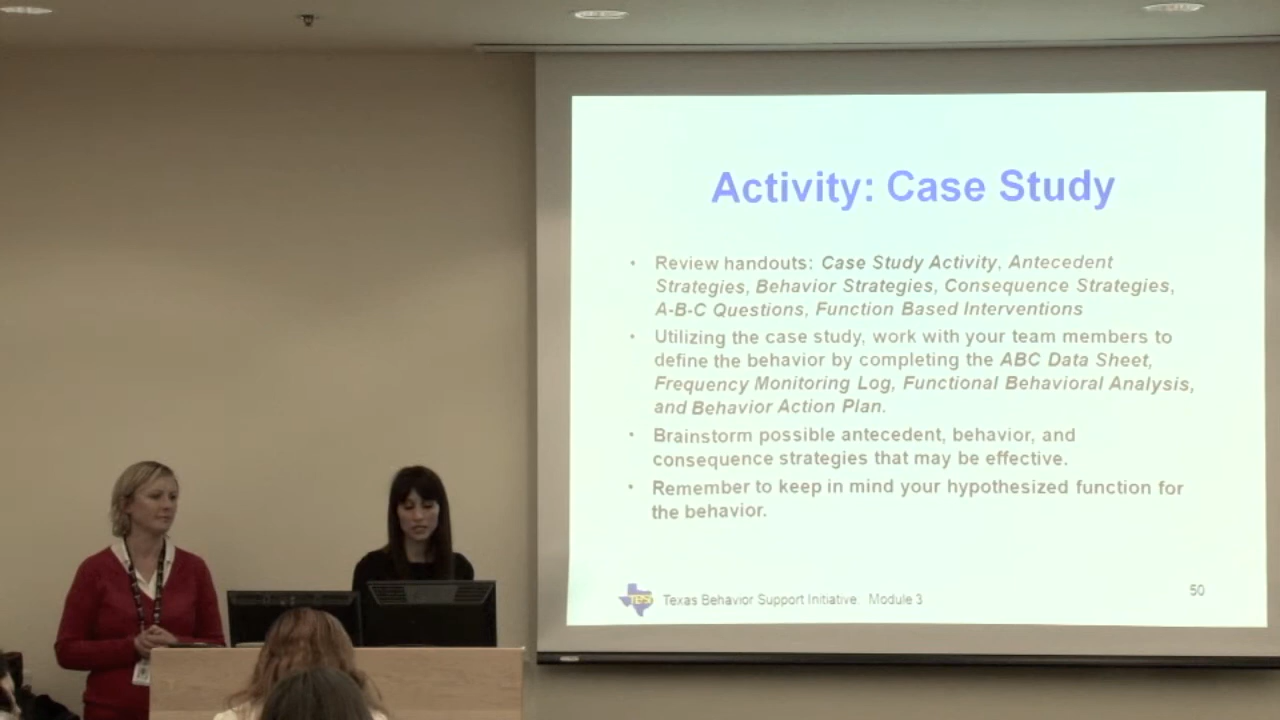 Activity: Case Study
• Review handouts: Case Study Activity, Antecedent
Strategies, Behavior Strategies, Consequence Strategies,
A-B-C Questions, Function Based Interventions
• Utilizing the case study, work with your team members to
define the behavior by completing the ABC Data Sheet,
Frequency Monitoring Log, Functional Behavioral Analysis,
and Behavior Action Plan.
• Brainstorm possible antecedent, behavior, and
consequence strategies that may be effective.
• Remember to keep in mind your hypothesized function for
the behavior.
TBSI Texas Behavior Support Initiative. Module 3
50